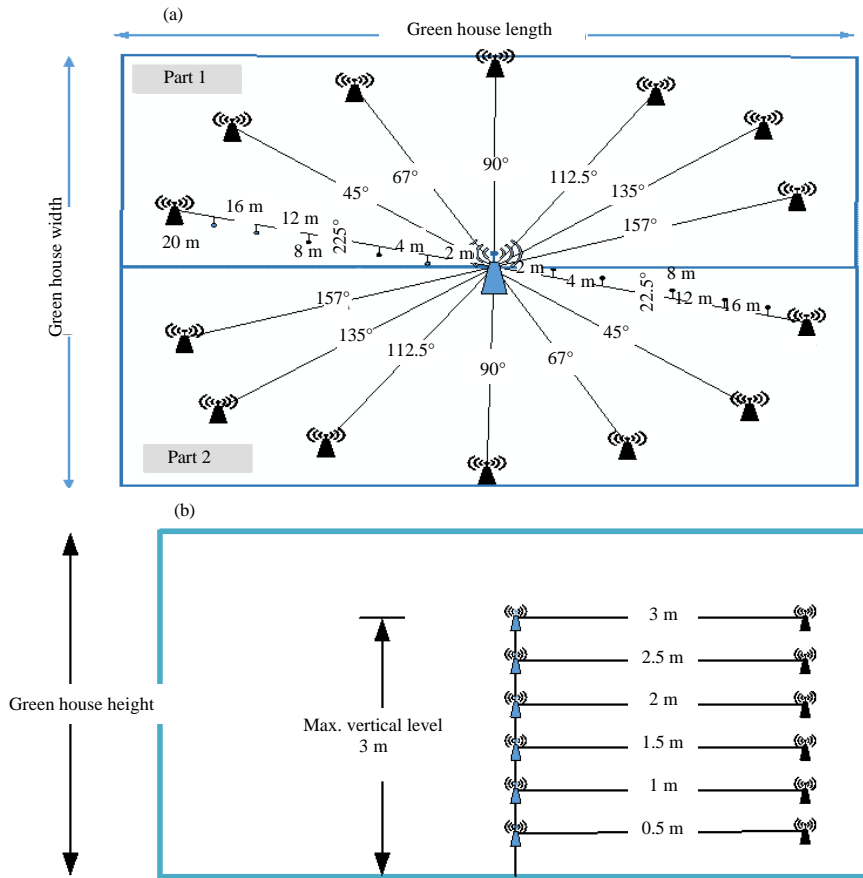 (a)
Green house length
Part 1
Green house width
90°
67°
112.5°
45°
135°
157°
16 m
12 m
20 m
8 m
225°
4 m
2 m
2 m
4 m
22.5°
8 m
12 m
16 m
157°
135°
112.5°
90°
67°
45°
Part 2
(b)
Green house height
Max. vertical level
3 m
3 m
2.5 m
2 m
1.5 m
1 m
0.5 m